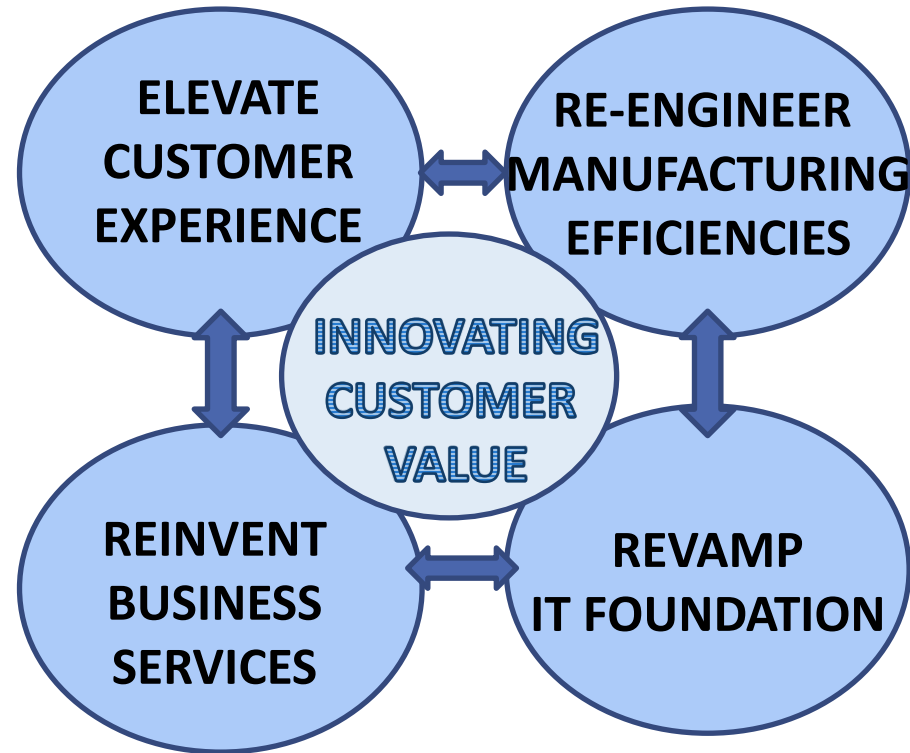 ELEVATE
CUSTOMER
EXPERIENCE
RE-ENGINEER
MANUFACTURING
EFFICIENCIES
INNOVATING
CUSTOMER
VALUE
REINVENT
BUSINESS
SERVICES
REVAMP
IT FOUNDATION